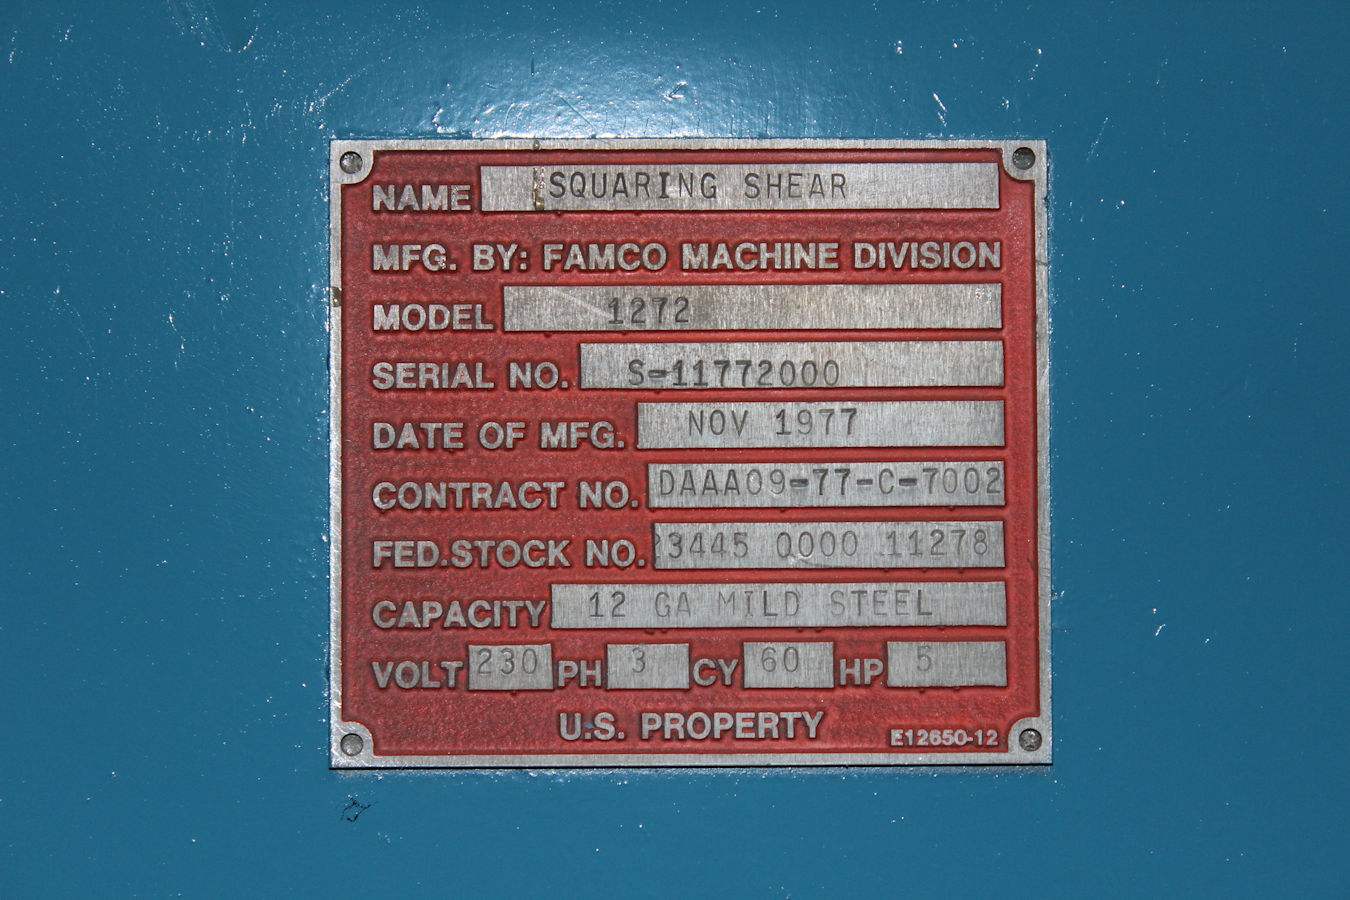 NAME SQUARING SHEAR
MFG. BY: FAMCO MACHINE DIVISION
MODEL 1272
SERIAL NO. S-11772000
DATE OF MFG. NOV 1977
CONTRACT NO. DAAA09-77-C-7002
FED.STOCK NO. 3445 0000 11278
CAPACITY 12 GA MILD STEEL
VOLT 230 PH 3 CY 60 HP 5
U.S. PROPERTY
E12650-12